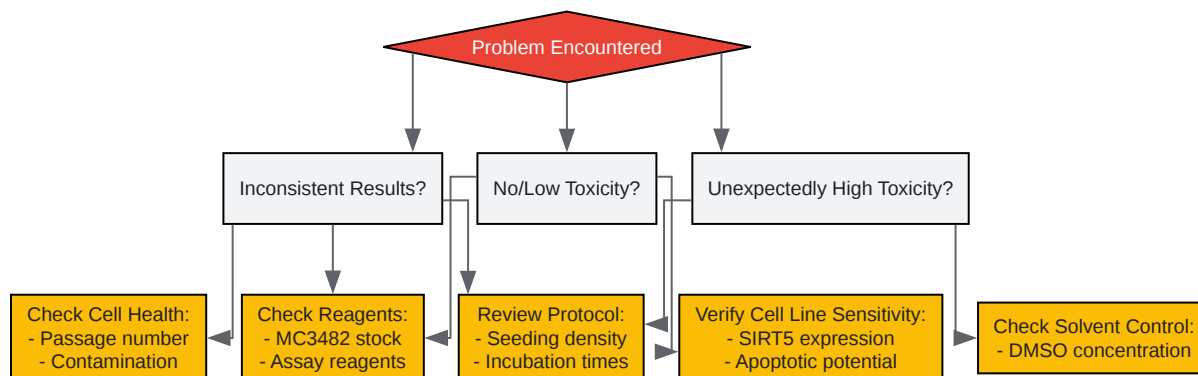 Problem Encountered
Inconsistent Results?
No/Low Toxicity?
Unexpectedly High Toxicity?
Check Cell Health:
- Passage number
- Contamination
Check Reagents:
- MC3482 stock
- Assay reagents
Review Protocol:
- Seeding density
- Incubation times
Verify Cell Line Sensitivity:
- SIRT5 expression
- Apoptotic potential
Check Solvent Control:
- DMSO concentration